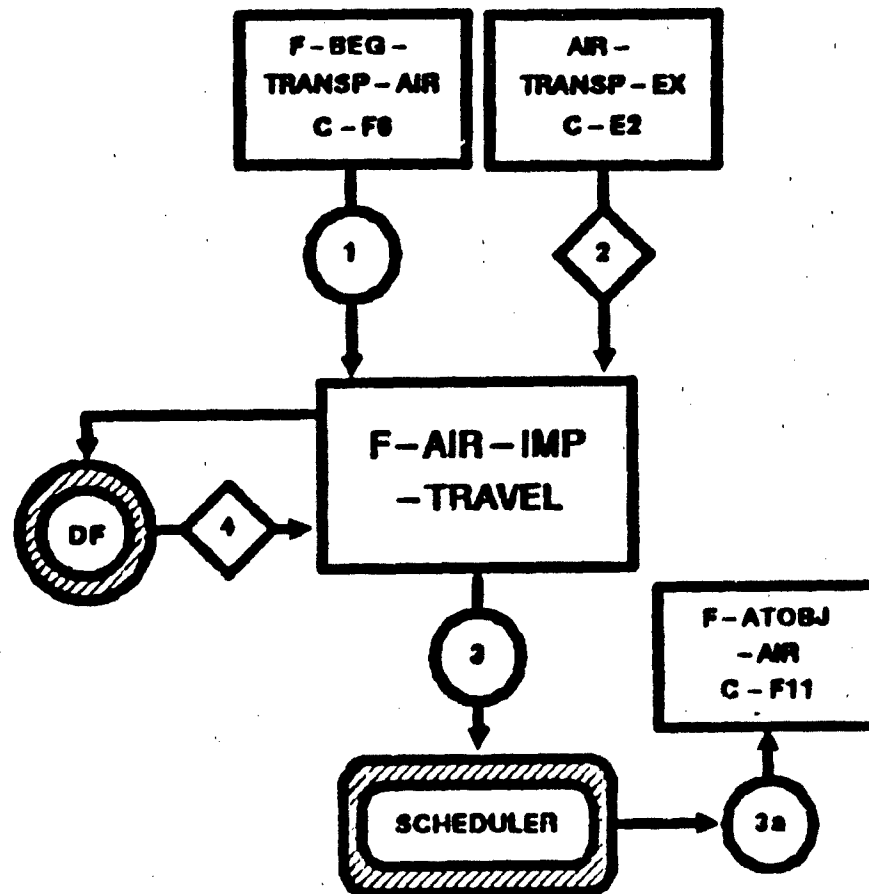 F-BEG-
TRANSP-AIR
C-F6
AIR-
TRANSP-EX
C-E2
1
2
F-AIR-IMP
-TRAVEL
DF
4
3
F-ATOBJ
-AIR
C-F11
SCHEDULER
3a